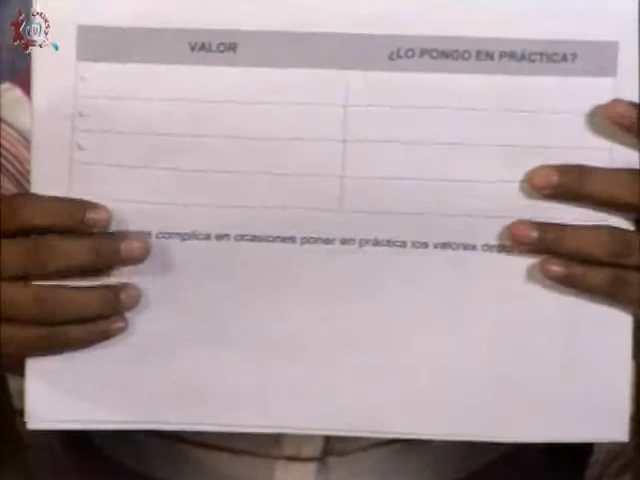 VALOR ¿LO PONGO EN PRÁCTICA?
complica en ocasiones poner en práctica los valores